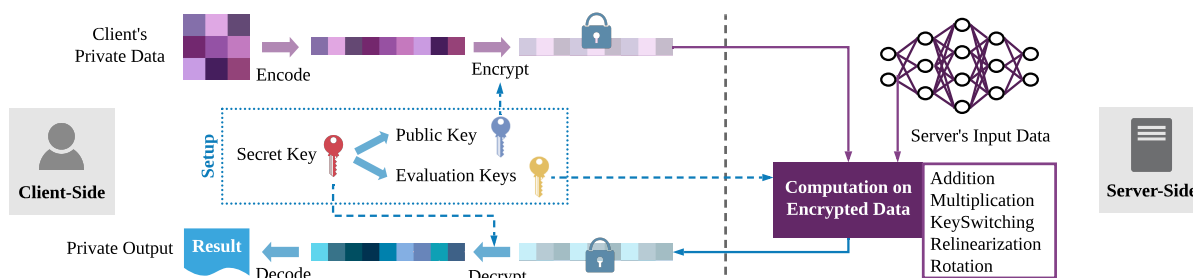 Client's
Private Data
Encode
Encrypt
Server's Input Data
Setup
Secret Key
Public Key
Evaluation Keys
Client-Side
Computation on
Encrypted Data
Addition
Multiplication
KeySwitching
Relinearization
Rotation
Server-Side
Private Output
Result
Decode
Decrypt